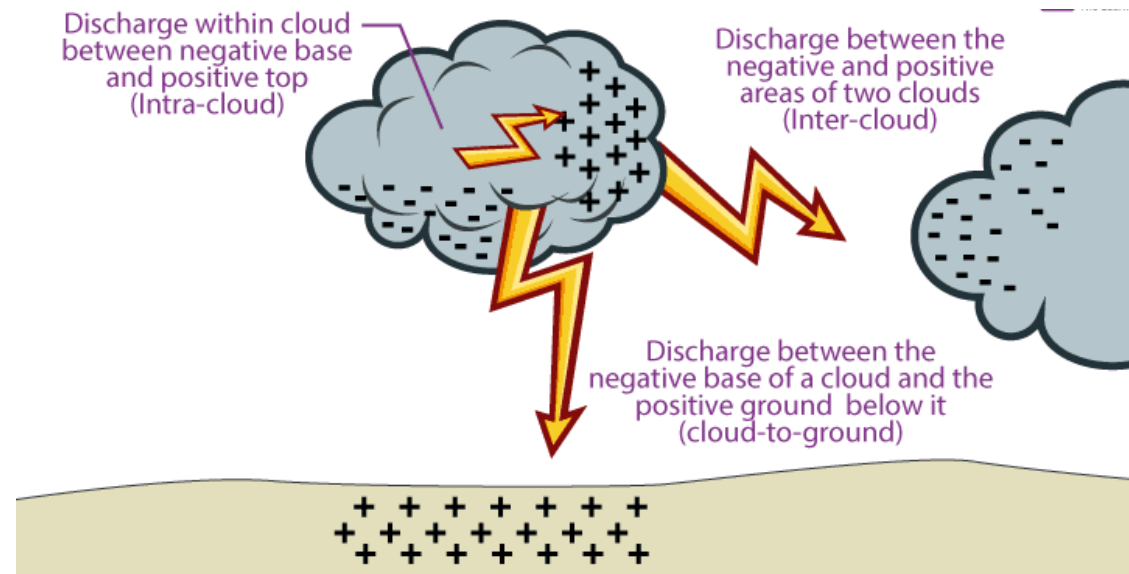 Discharge within cloud
between negative base
and positive top
(Intra-cloud)
Discharge between the
negative and positive
areas of two clouds
(Inter-cloud)
Discharge between the
negative base of a cloud and the
positive ground below it
(cloud-to-ground)